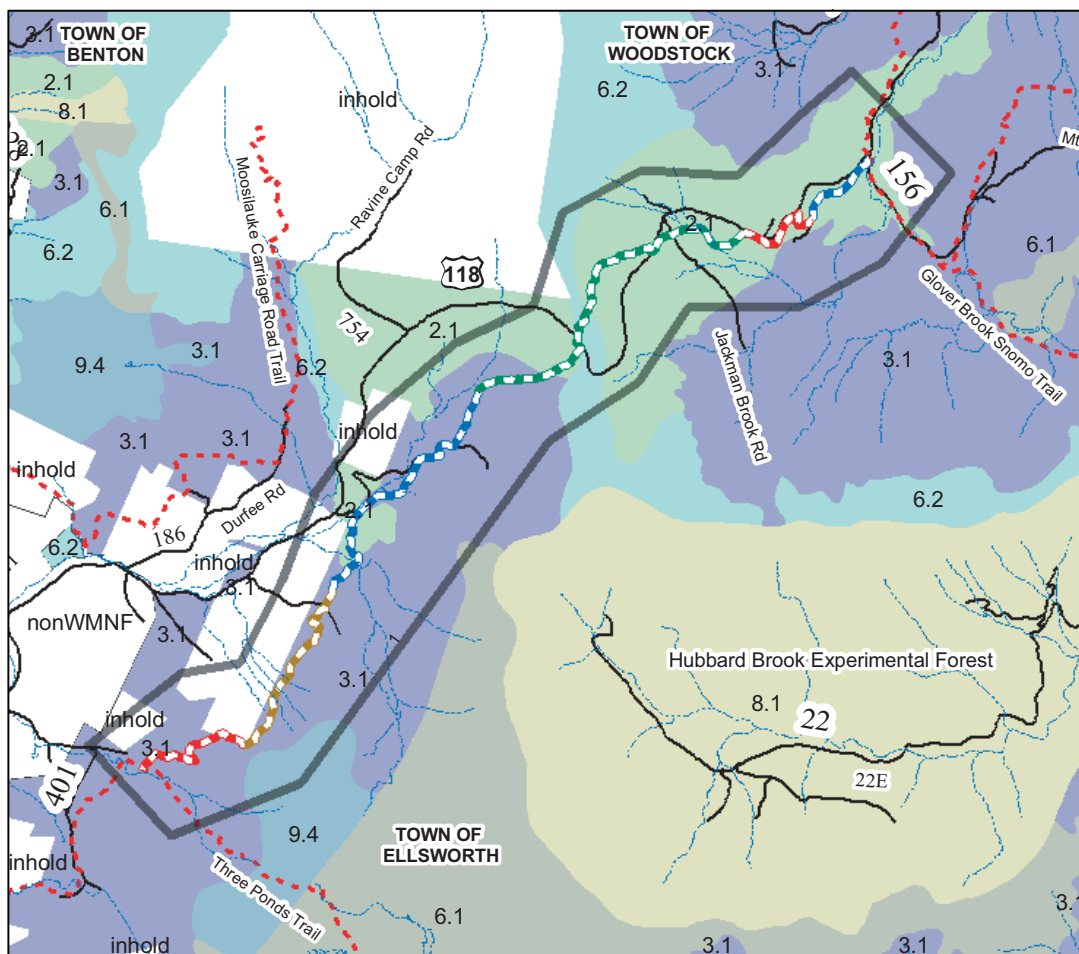 3.1
TOWN OF
BENTON
TOWN OF
WOODSTOCK
3.1
2.1
8.1
inhold
6.2
2.1
3.1
6.1
6.2
Moosilauke Carriage Road Trail
Ravine Camp Rd
156
Mt
2.1
6.1
118
Glover Brook Snomo Trail
754
2.1
9.4
3.1
6.2
Jackman Brook Rd
3.1
3.1
3.1
inhold
inhold
6.2
Durfee Rd
2.1
186
6.2
inhold
3.1
nonWMNF
3.1
3.1
Hubbard Brook Experimental Forest
8.1
22
inhold
3.1
401
22E
9.4
TOWN OF
ELLSWORTH
inhold
Three Ponds Trail
6.1
inhold
3.1
3.1